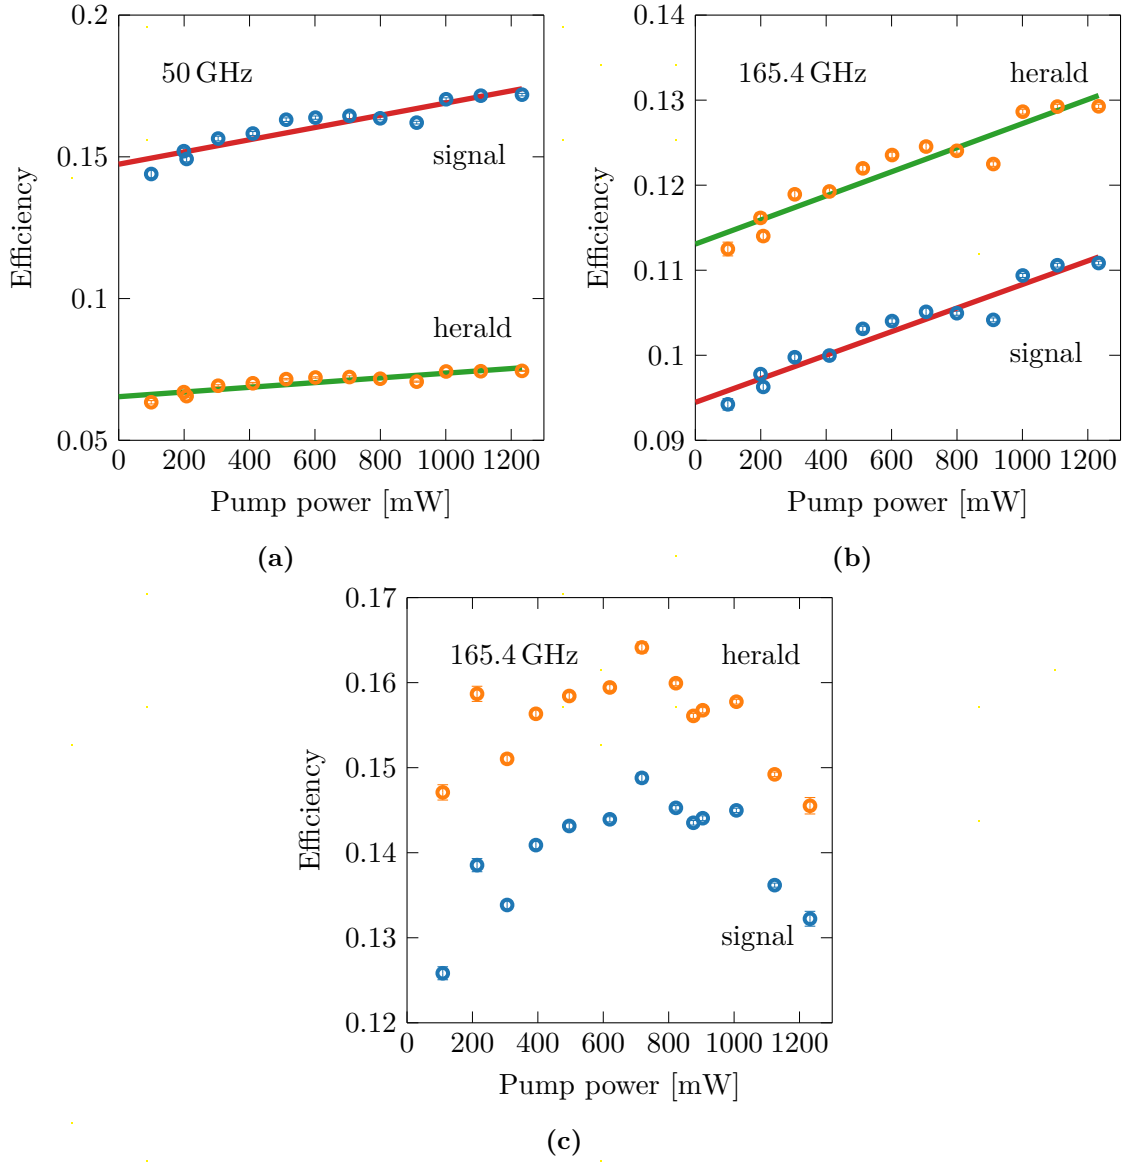 0.2
0.15
0.1
0.05
Efficiency
50 GHz
signal
herald
0 200 400 600 800 1000 1200
Pump power [mW]
(a)
0.14
0.13
0.12
0.11
0.1
0.09
Efficiency
165.4 GHz
herald
signal
0 200 400 600 800 1000 1200
Pump power [mW]
(b)
0.17
0.16
0.15
0.14
0.13
0.12
Efficiency
165.4 GHz
herald
signal
0 200 400 600 800 1000 1200
Pump power [mW]
(c)